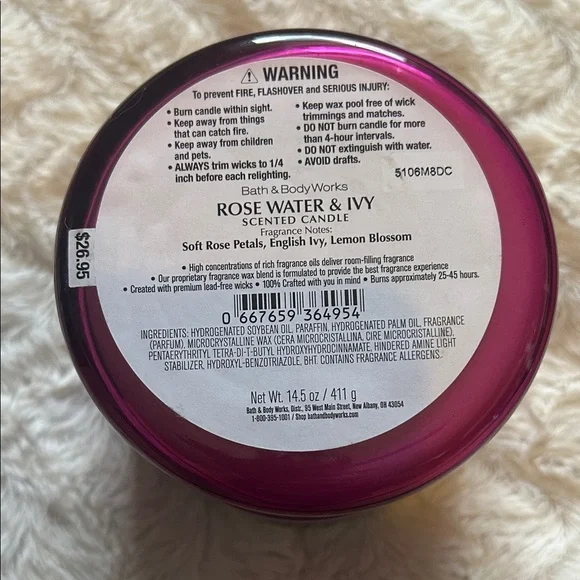 ⚠ WARNING
To prevent FIRE, FLASHOVER and SERIOUS INJURY:
• Burn candle within sight.
• Keep away from things
that can catch fire.
• Keep away from children
and pets.
• ALWAYS trim wicks to 1/4
inch before each relighting.
• Keep wax pool free of wick
trimmings and matches.
• DO NOT burn candle for more
than 4-hour intervals.
• DO NOT extinguish with water.
• AVOID drafts.
5106M8DC
Bath & Body Works
ROSE WATER & IVY
SCENTED CANDLE
Fragrance Notes:
Soft Rose Petals, English Ivy, Lemon Blossom
$26.95
• High concentrations of rich fragrance oils deliver room-filling fragrance
• Our proprietary fragrance wax blend is formulated to provide the best fragrance experience
• Created with premium lead-free wicks • 100% Crafted with you in mind • Burns approximately 25-45 hours.
0 667659 364954
INGREDIENTS: HYDROGENATED SOYBEAN OIL, PARAFFIN, HYDROGENATED PALM OIL, FRAGRANCE
(PARFUM), MICROCRYSTALLINE WAX (CERA MICROCRISTALLINA, CIRE MICROCRISTALLINE),
PENTAERYTHRITYL TETRA-DI-T-BUTYL HYDROXYHYDROCINNAMATE, HINDERED AMINE LIGHT
STABILIZER, HYDROXYL-BENZOTRIAZOLE, BHT. CONTAINS FRAGRANCE ALLERGENS.
Net Wt. 14.5 oz / 411 g
Bath & Body Works, Distr., 95 West Main Street, New Albany, OH 43054
1-800-395-1001 / Shop bathandbodyworks.com